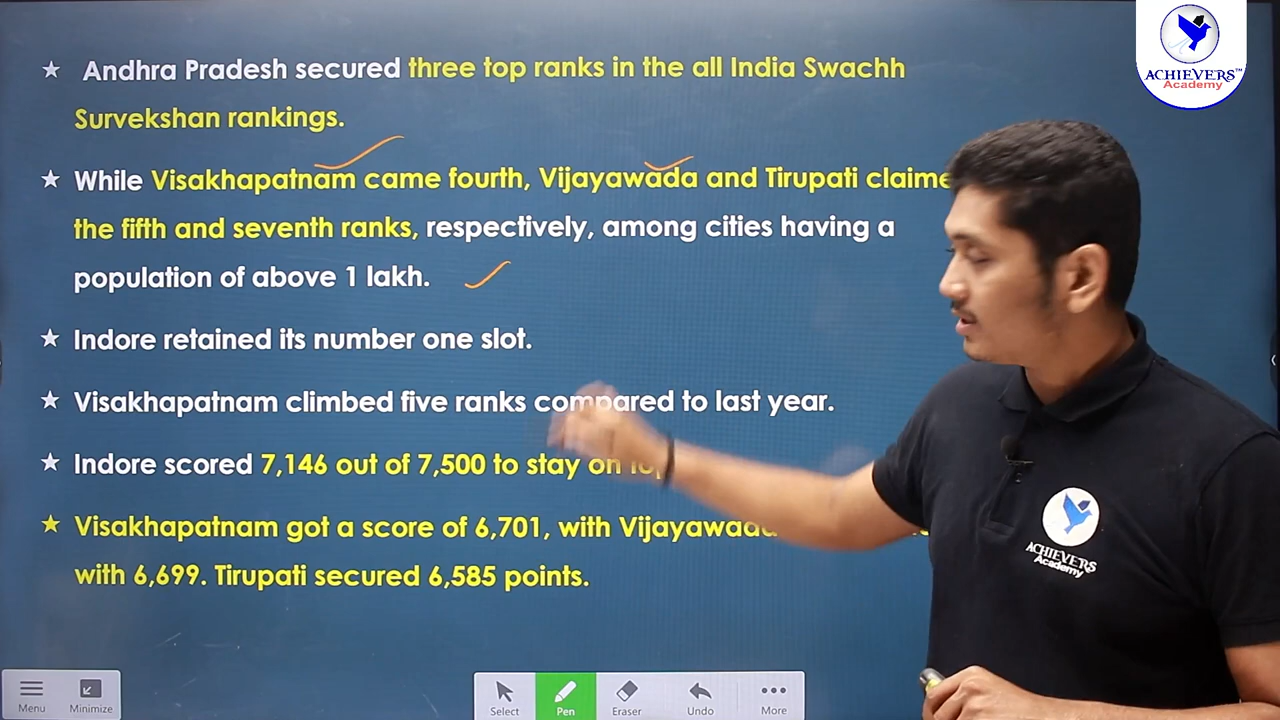 ACHIEVERS™
Academy
Andhra Pradesh secured three top ranks in the all India Swachh
Survekshan rankings.
While Visakhapatnam came fourth, Vijayawada and Tirupati
the fifth and seventh ranks, respectively, among cities having a
population of above 1 lakh.
Indore retained its number one slot.
Visakhapatnam climbed five ranks compared to last year.
Indore scored 7,146 out of 7,500 to stay on
Visakhapatnam got a score of 6,701, with Vijayawada
with 6,699. Tirupati secured 6,585 points.
ACHIEVERS
Academy
Menu
Minimize
Select
Pen
Eraser
Undo
More